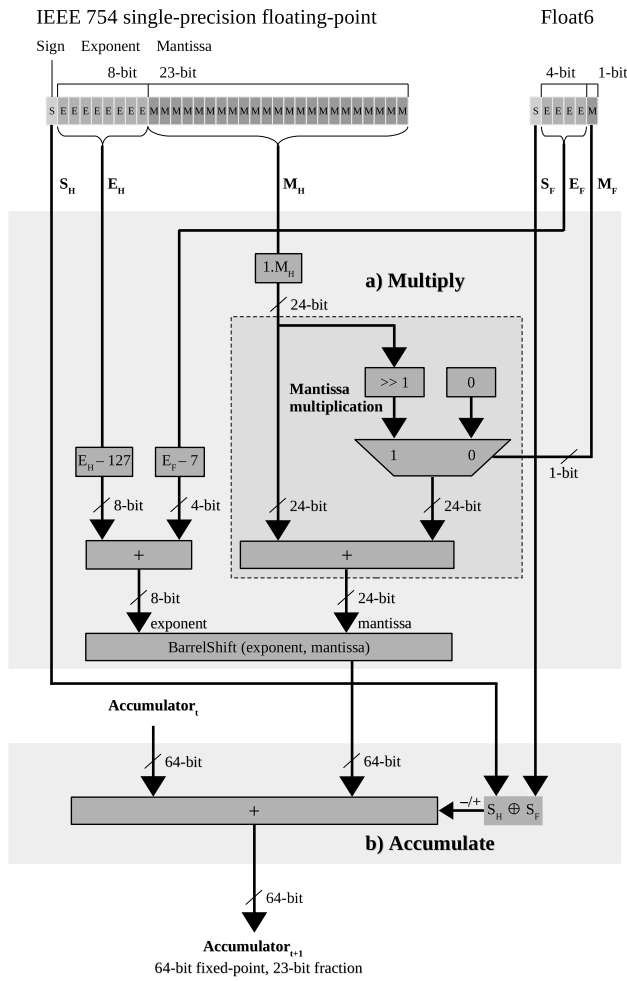 IEEE 754 single-precision floating-point Float6
Sign Exponent Mantissa
8-bit 23-bit 4-bit 1-bit
S E E E E E E E E M M M M M M M M M M M M M M M M M M M M M M M S E E E E M
S_H E_H M_H S_F E_F M_F
1.M_H
a) Multiply
24-bit
>> 1 0
Mantissa
multiplication
1 0
E_H – 127 E_F – 7
1-bit
8-bit 4-bit 24-bit 24-bit
+ +
8-bit 24-bit
exponent mantissa
BarrelShift (exponent, mantissa)
Accumulator_t
64-bit 64-bit
+ –/+ S_H ⊕ S_F
b) Accumulate
64-bit
Accumulator_t+1
64-bit fixed-point, 23-bit fraction